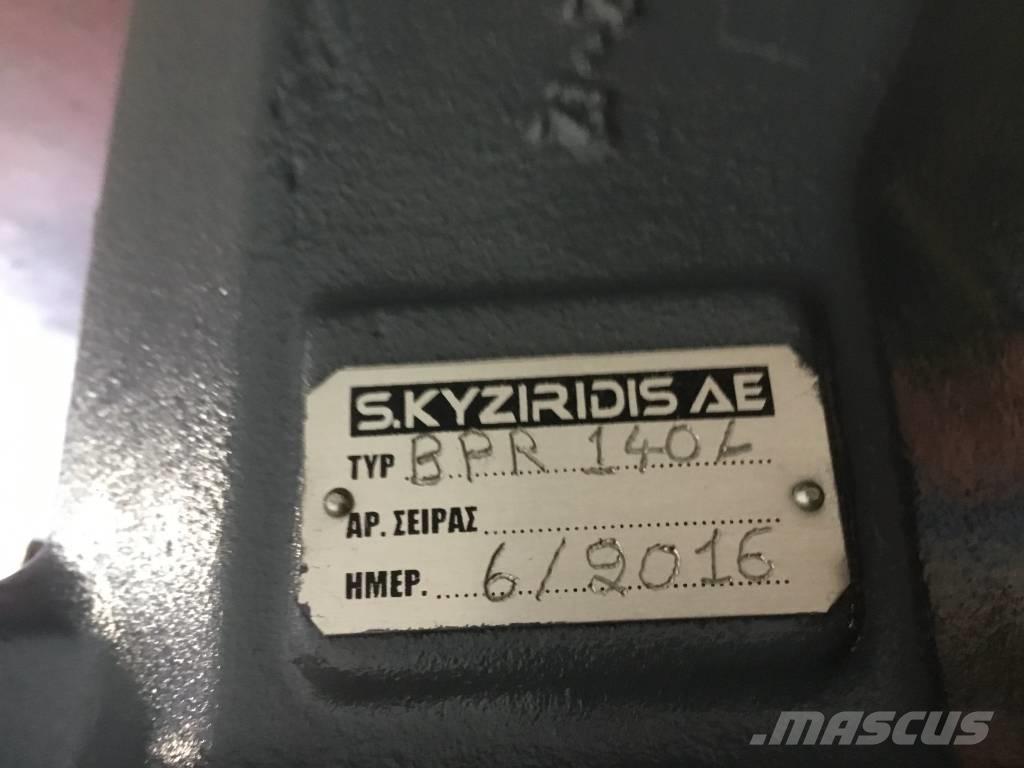 S.KYZIRIDIS AE
TYP BPR 140L
ΑΡ. ΣΕΙΡΑΣ
ΗΜΕΡ. 6/2016
.MASCUS